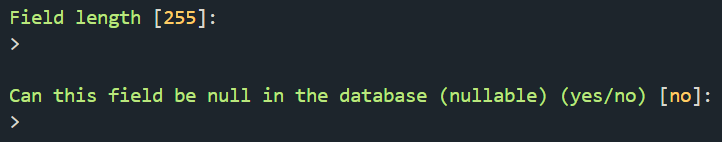 Field length [255]:
>
Can this field be null in the database (nullable) (yes/no) [no]:
>